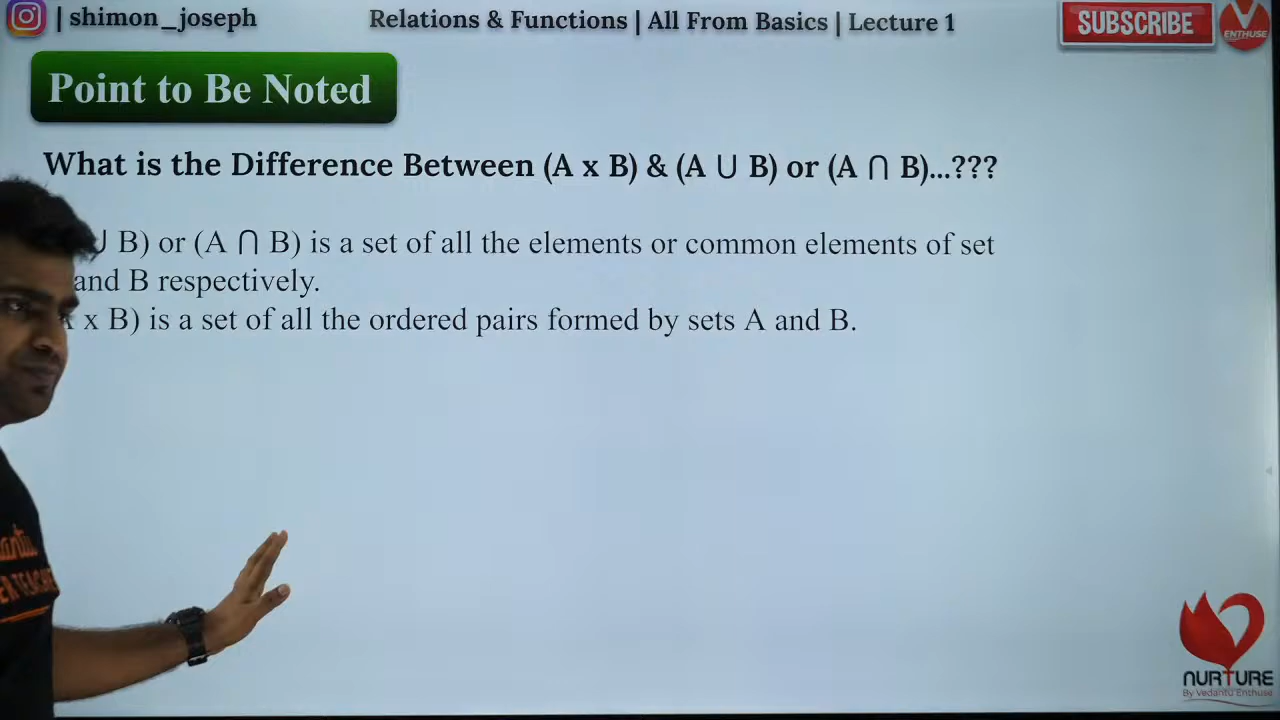 | shimon_joseph
Relations & Functions | All From Basics | Lecture 1
SUBSCRIBE
ENTHUSE
Point to Be Noted
What is the Difference Between (A x B) & (A ∪ B) or (A ∩ B)...???
∪ B) or (A ∩ B) is a set of all the elements or common elements of set
and B respectively.
x B) is a set of all the ordered pairs formed by sets A and B.
NURTURE
By Vedantu Enthuse